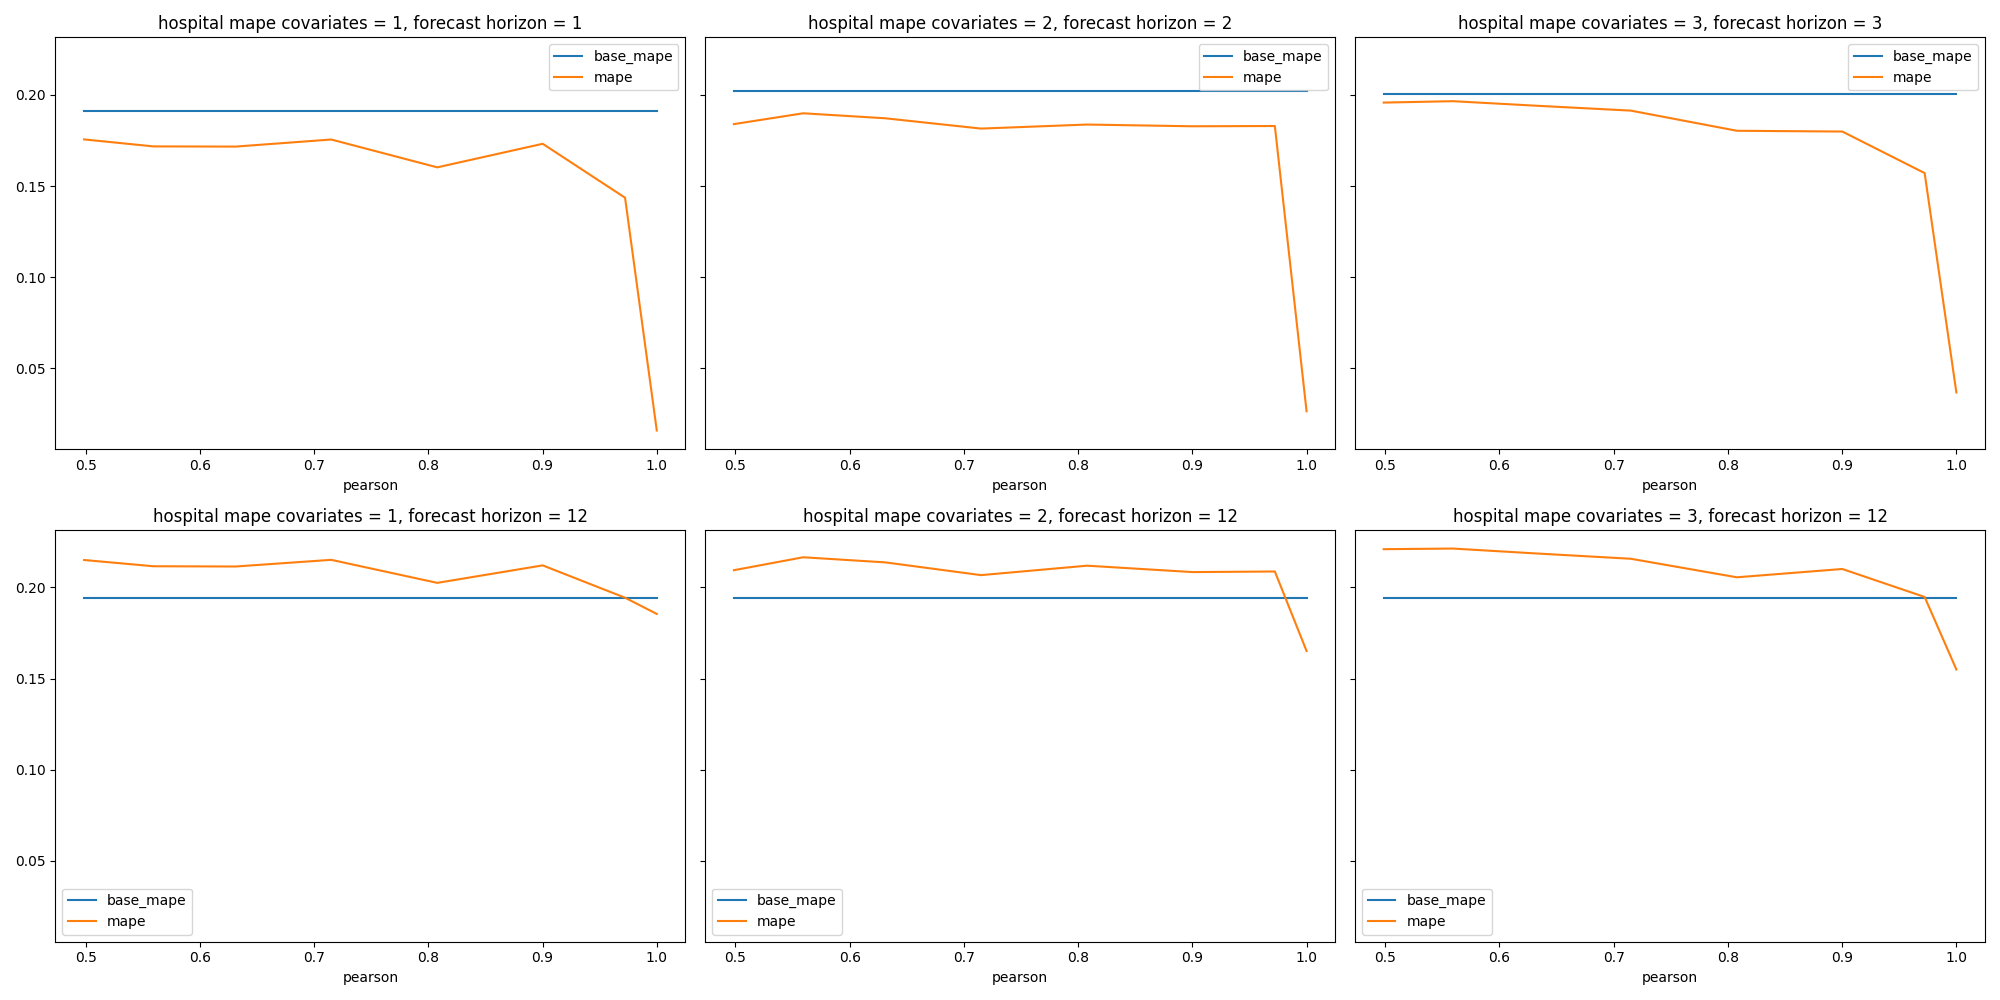 hospital mape covariates = 1, forecast horizon = 1
base_mape
mape
0.20
0.15
0.10
0.05
0.5 0.6 0.7 0.8 0.9 1.0
pearson
hospital mape covariates = 2, forecast horizon = 2
base_mape
mape
0.5 0.6 0.7 0.8 0.9 1.0
pearson
hospital mape covariates = 3, forecast horizon = 3
base_mape
mape
0.5 0.6 0.7 0.8 0.9 1.0
pearson
hospital mape covariates = 1, forecast horizon = 12
0.20
0.15
0.10
0.05
base_mape
mape
0.5 0.6 0.7 0.8 0.9 1.0
pearson
hospital mape covariates = 2, forecast horizon = 12
base_mape
mape
0.5 0.6 0.7 0.8 0.9 1.0
pearson
hospital mape covariates = 3, forecast horizon = 12
base_mape
mape
0.5 0.6 0.7 0.8 0.9 1.0
pearson